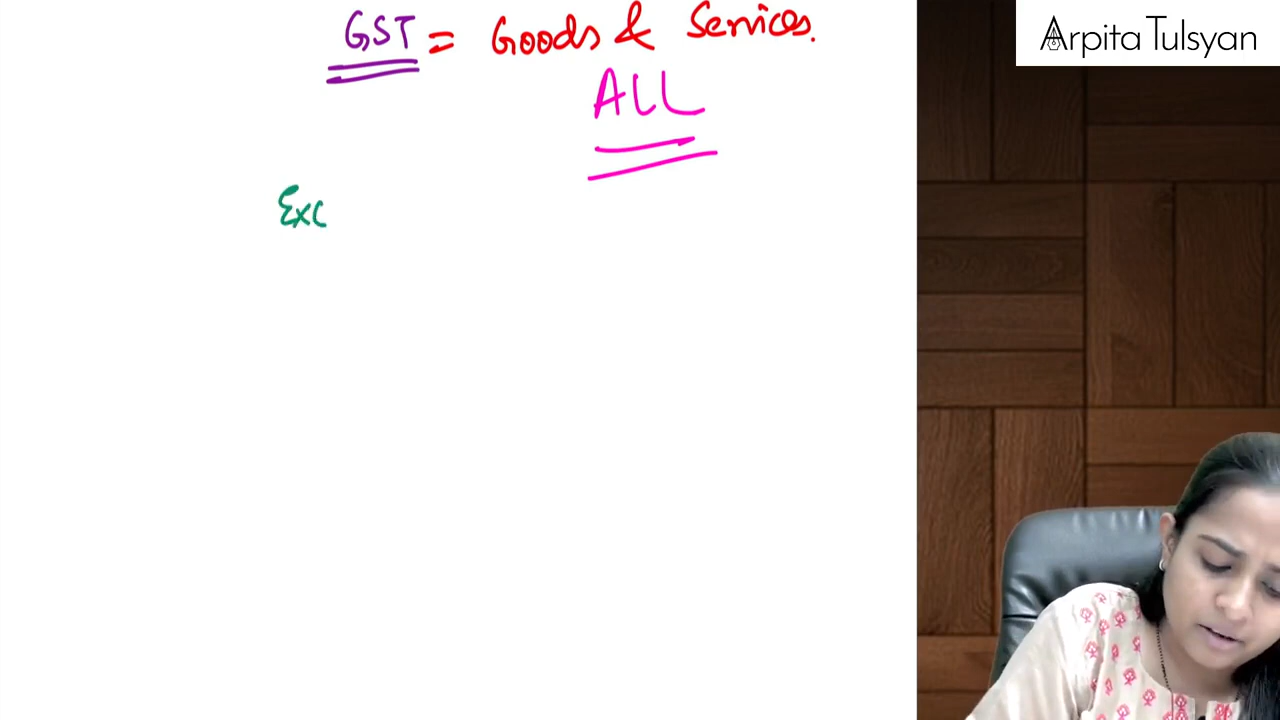 Arpita Tulsyan
GST = Goods & Services.
ALL
Exc